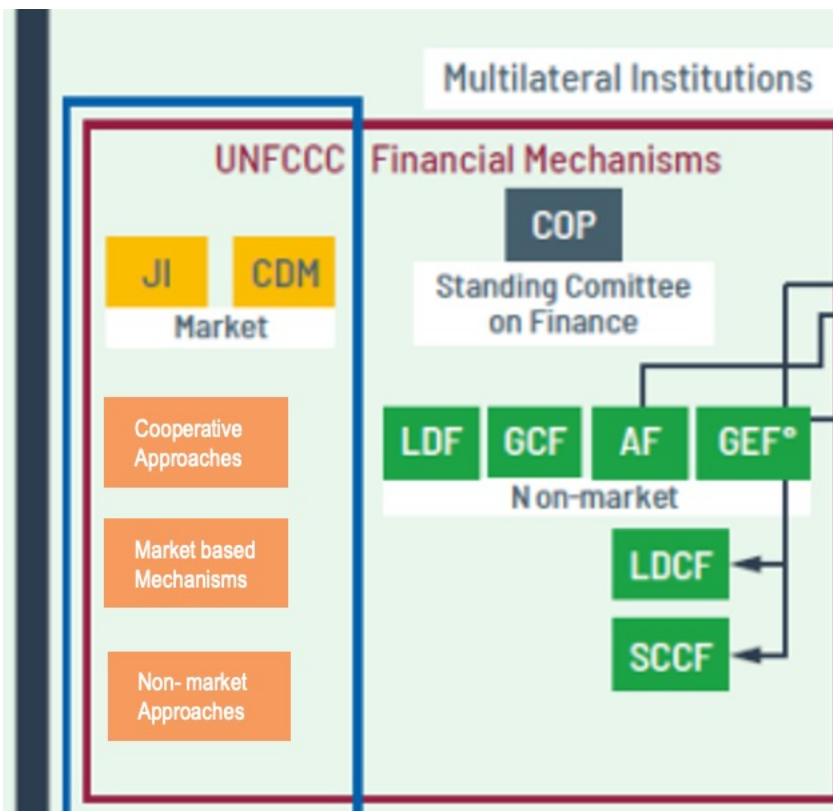 Multilateral Institutions
UNFCCC Financial Mechanisms
COP
Standing Comittee
on Finance
JI
CDM
Market
Cooperative
Approaches
Market based
Mechanisms
Non- market
Approaches
LDF
GCF
AF
GEF°
Non-market
LDCF
SCCF